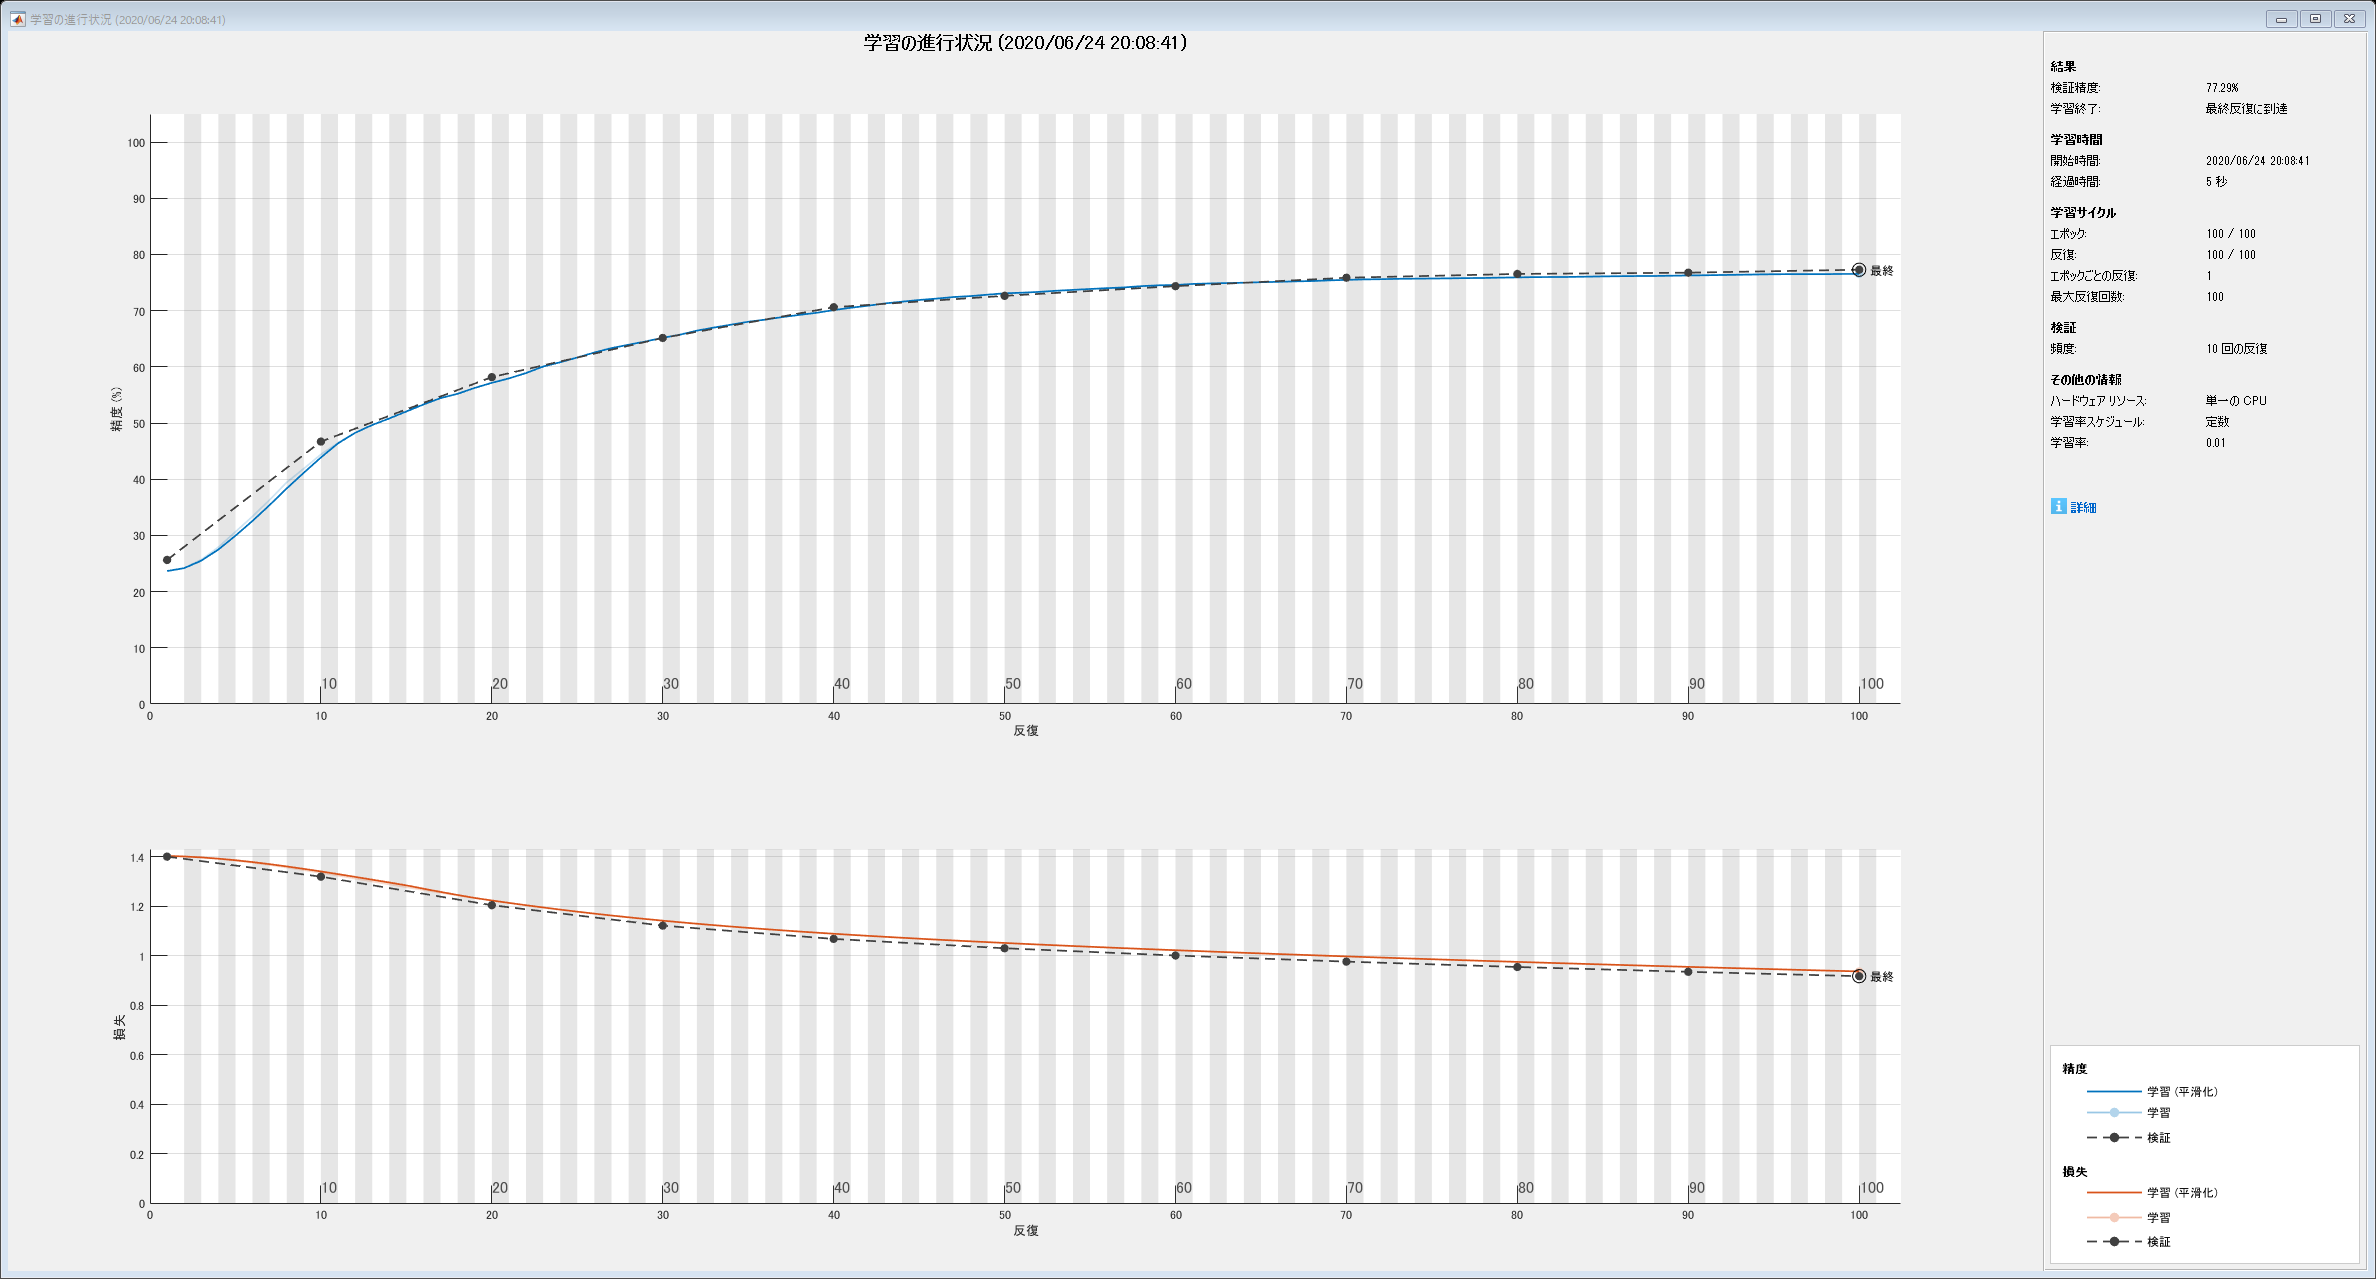 学習の進行状況 (2020/06/24 20:08:41)
学習の進行状況 (2020/06/24 20:08:41)
100
90
80
70
60
50
40
30
20
10
0
精度 (%)
最終
10 20 30 40 50 60 70 80 90 100
0 10 20 30 40 50 60 70 80 90 100
反復
1.4
1.2
1
0.8
0.6
0.4
0.2
0
損失
最終
10 20 30 40 50 60 70 80 90 100
0 10 20 30 40 50 60 70 80 90 100
反復
結果
検証精度: 77.29%
学習終了: 最終反復に到達
学習時間
開始時間: 2020/06/24 20:08:41
経過時間: 5 秒
学習サイクル
エポック: 100 / 100
反復: 100 / 100
エポックごとの反復: 1
最大反復回数: 100
検証
頻度: 10 回の反復
その他の情報
ハードウェア リソース: 単一の CPU
学習率スケジュール: 定数
学習率: 0.01
i 詳細
精度
学習 (平滑化)
学習
検証
損失
学習 (平滑化)
学習
検証